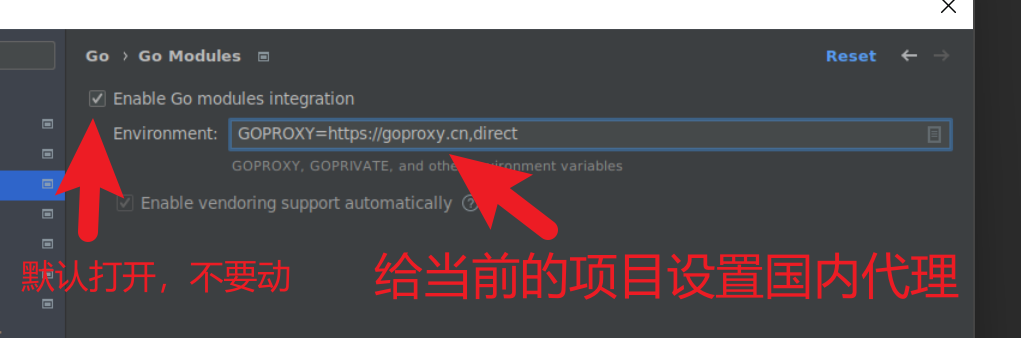 Go › Go Modules
Reset
Enable Go modules integration
Environment: GOPROXY=https://goproxy.cn,direct
GOPROXY, GOPRIVATE, and other environment variables
Enable vendoring support automatically ?
默认打开，不要动
给当前的项目设置国内代理